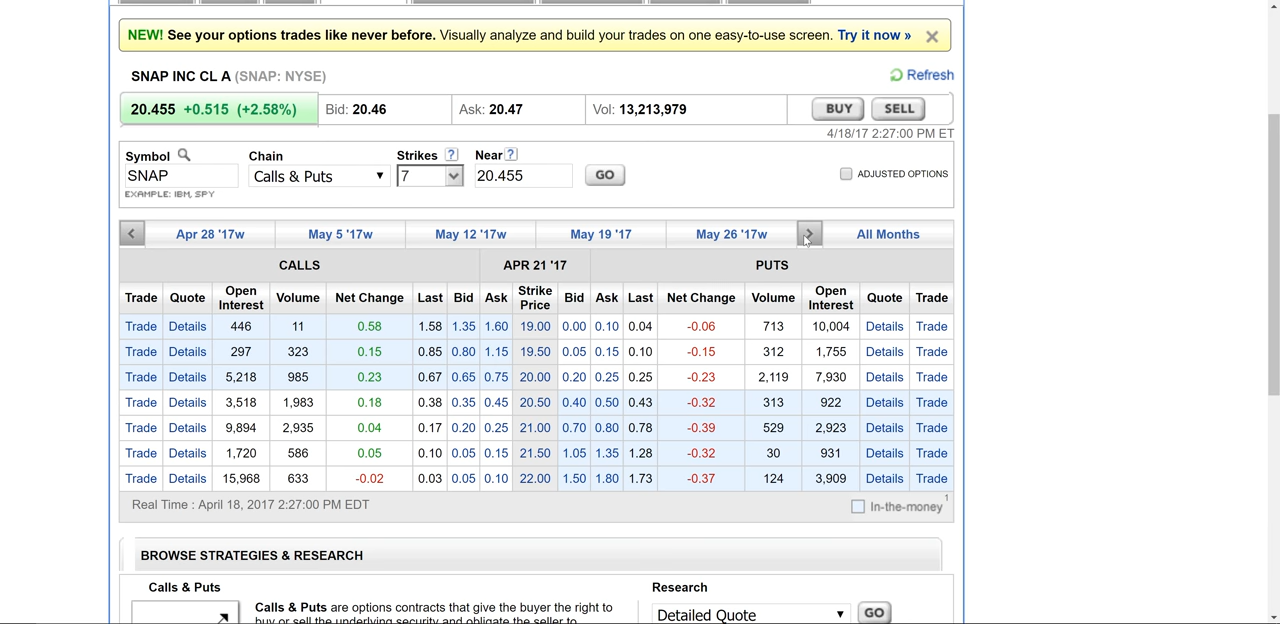 NEW! See your options trades like never before. Visually analyze and build your trades on one easy-to-use screen. Try it now »
SNAP INC CL A (SNAP: NYSE)
Refresh
20.455 +0.515 (+2.58%) Bid: 20.46 Ask: 20.47 Vol: 13,213,979 BUY SELL
4/18/17 2:27:00 PM ET
Symbol Chain Strikes ? Near ?
SNAP Calls & Puts 7 20.455 GO ADJUSTED OPTIONS
EXAMPLE: IBM, SPY
Apr 28 '17w May 5 '17w May 12 '17w May 19 '17 May 26 '17w All Months
CALLS APR 21 '17 PUTS
Trade Quote Open Interest Volume Net Change Last Bid Ask Strike Price Bid Ask Last Net Change Volume Open Interest Quote Trade
Trade Details 446 11 0.58 1.58 1.35 1.60 19.00 0.00 0.10 0.04 -0.06 713 10,004 Details Trade
Trade Details 297 323 0.15 0.85 0.80 1.15 19.50 0.05 0.15 0.10 -0.15 312 1,755 Details Trade
Trade Details 5,218 985 0.23 0.67 0.65 0.75 20.00 0.20 0.25 0.25 -0.23 2,119 7,930 Details Trade
Trade Details 3,518 1,983 0.18 0.38 0.35 0.45 20.50 0.40 0.50 0.43 -0.32 313 922 Details Trade
Trade Details 9,894 2,935 0.04 0.17 0.20 0.25 21.00 0.70 0.80 0.78 -0.39 529 2,923 Details Trade
Trade Details 1,720 586 0.05 0.10 0.05 0.15 21.50 1.05 1.35 1.28 -0.32 30 931 Details Trade
Trade Details 15,968 633 -0.02 0.03 0.05 0.10 22.00 1.50 1.80 1.73 -0.37 124 3,909 Details Trade
Real Time : April 18, 2017 2:27:00 PM EDT In-the-money 1
BROWSE STRATEGIES & RESEARCH
Calls & Puts Research
Calls & Puts are options contracts that give the buyer the right to
Detailed Quote GO
buy or sell the underlying security and obligate the seller to